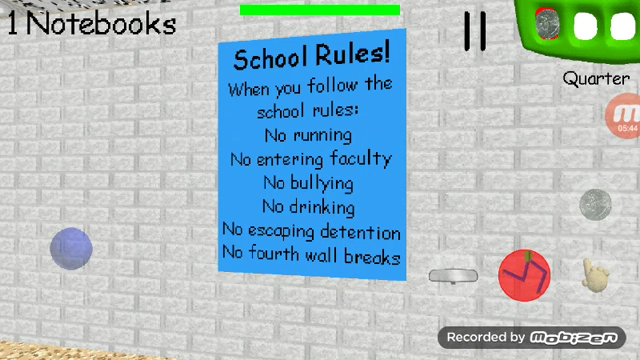 1 Notebooks
School Rules!
When you follow the
school rules:
No running
No entering faculty
No bullying
No drinking
No escaping detention
No fourth wall breaks
Quarter
05:44
Recorded by mobizen